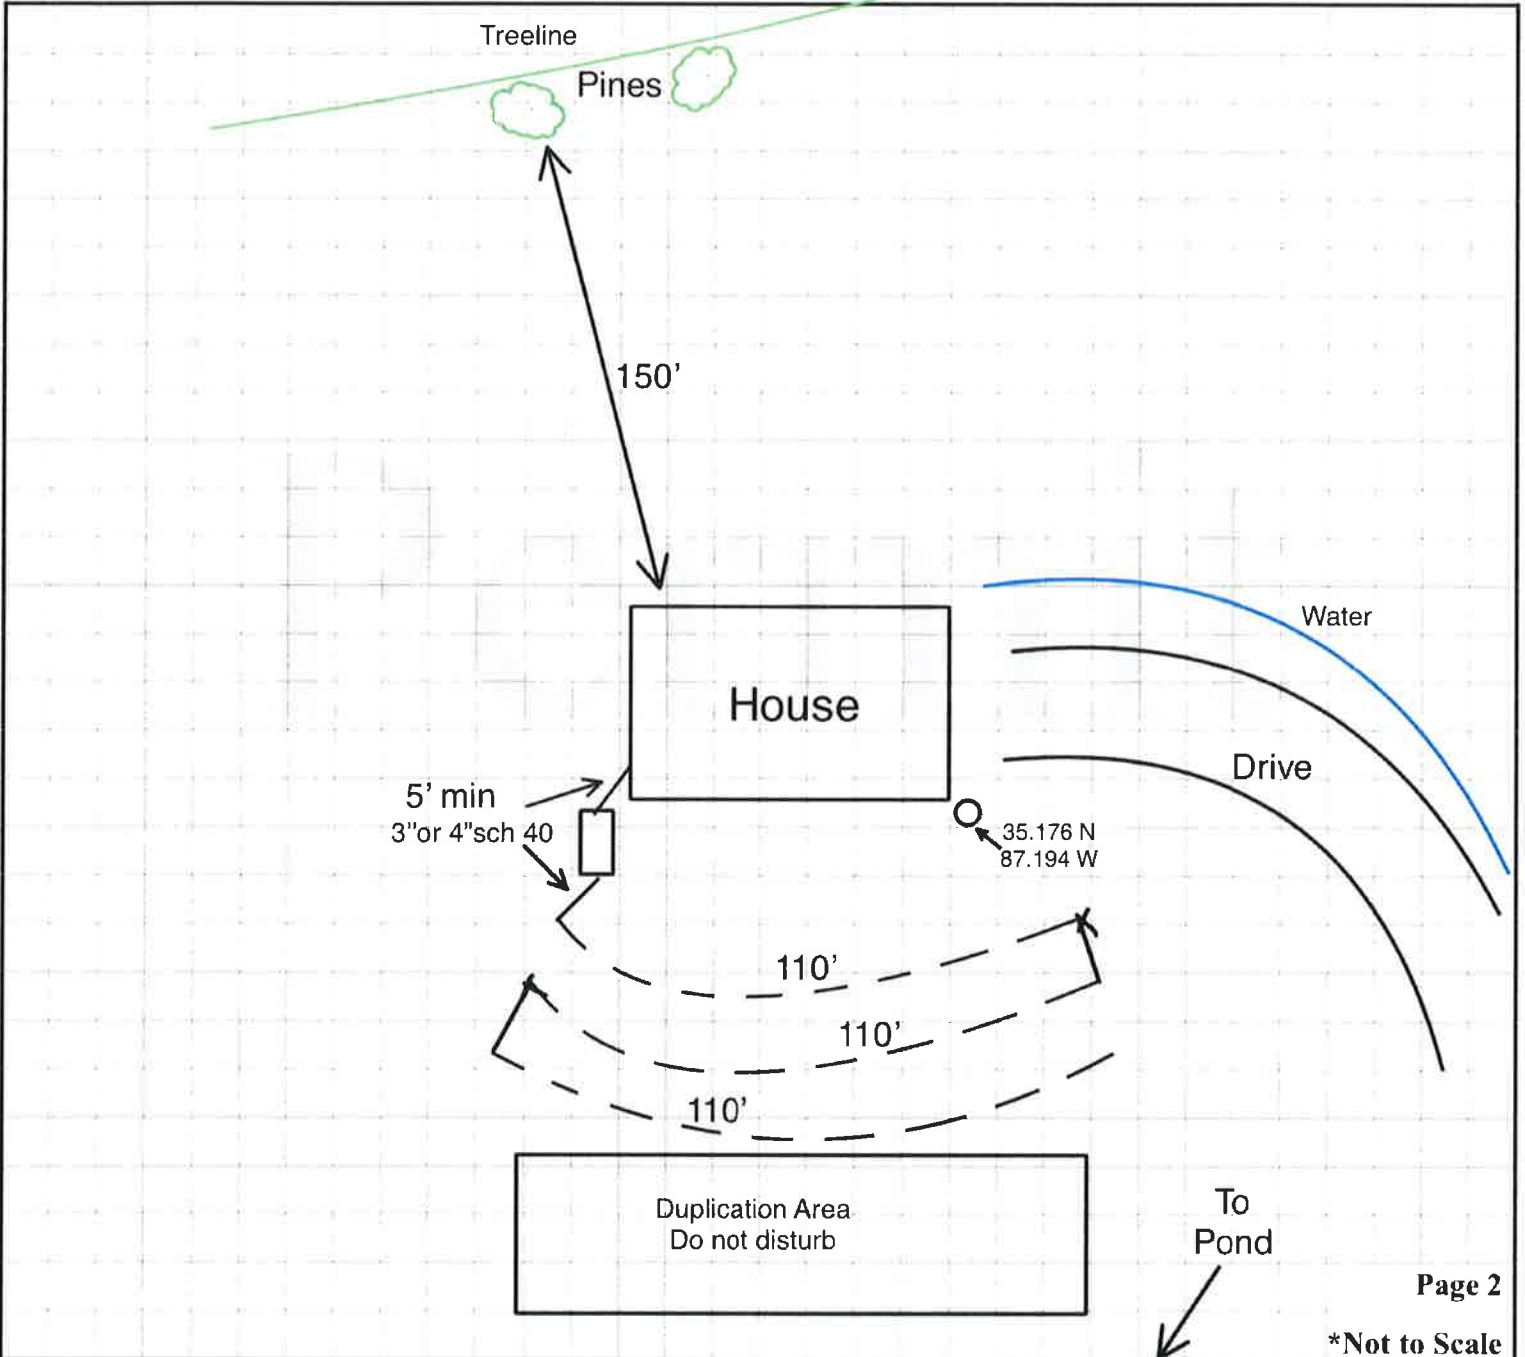 Treeline
Pines
150’
Permit
House
Water
Drive
5’ min
3”or 4”sch 40
35.176 N
87.194 W
110’
110’
110’
Duplication Area
Do not disturb
To
Pond
Page 2
*Not to Scale